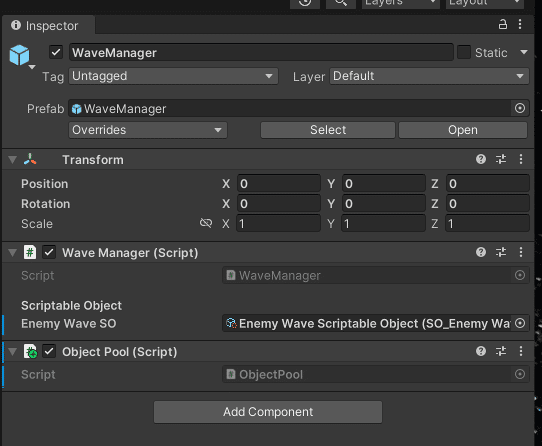 Layers Layout
Inspector
WaveManager Static
Tag Untagged Layer Default
Prefab WaveManager
Overrides Select Open
Transform
Position X 0 Y 0 Z 0
Rotation X 0 Y 0 Z 0
Scale X 1 Y 1 Z 1
# Wave Manager (Script)
Script # WaveManager
Scriptable Object
Enemy Wave SO Enemy Wave Scriptable Object (SO_Enemy Wa
# Object Pool (Script)
Script # ObjectPool
Add Component